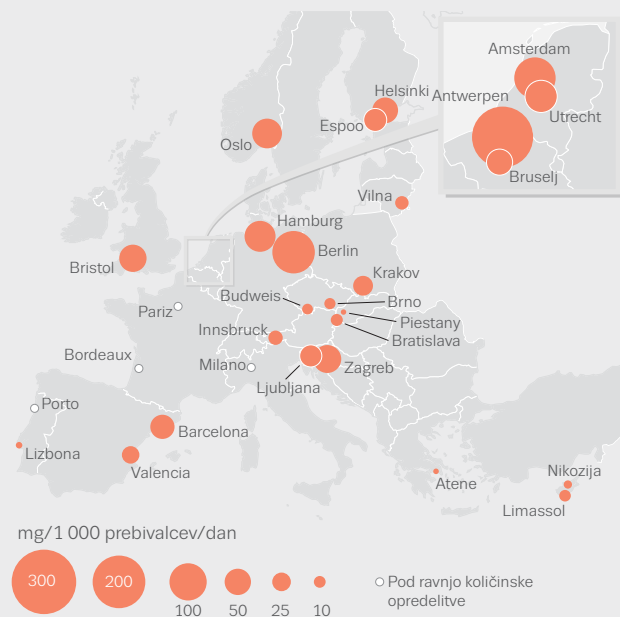 Amsterdam
Helsinki
Antwerpen
Espoo
Utrecht
Oslo
Bruselj
Vilna
Hamburg
Berlin
Bristol
Krakov
Budweis
Brno
Pariz
Piestany
Innsbruck
Bratislava
Bordeaux
Milano
Zagreb
Ljubljana
Porto
Barcelona
Lizbona
Valencia
Nikozija
Atene
Limassol
mg/1 000 prebivalcev/dan
300
200
100
50
25
10
Pod ravnjo količinske
opredelitve